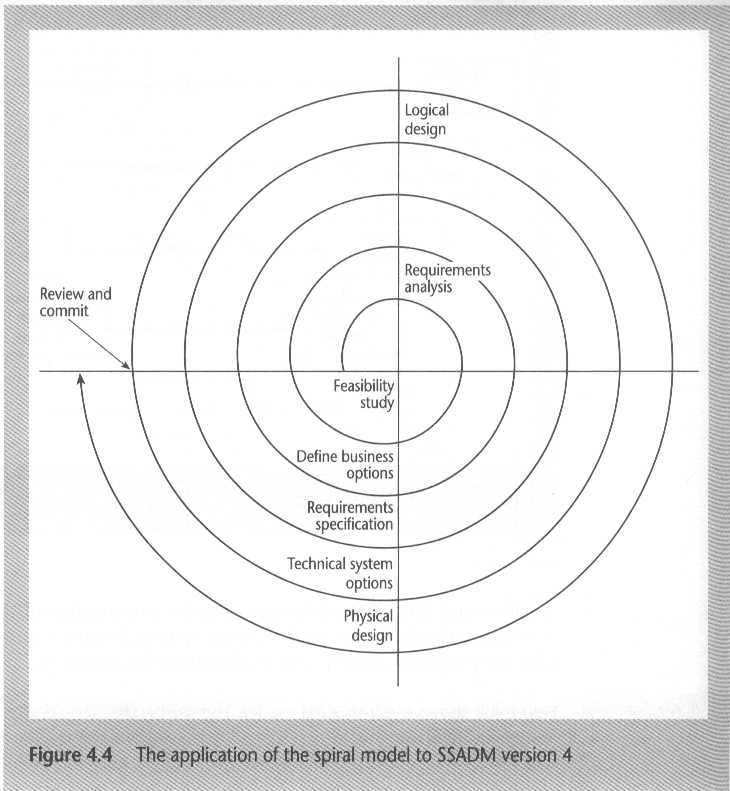 Logical
design
Requirements
analysis
Review and
commit
Feasibility
study
Define business
options
Requirements
specification
Technical system
options
Physical
design
Figure 4.4 The application of the spiral model to SSADM version 4